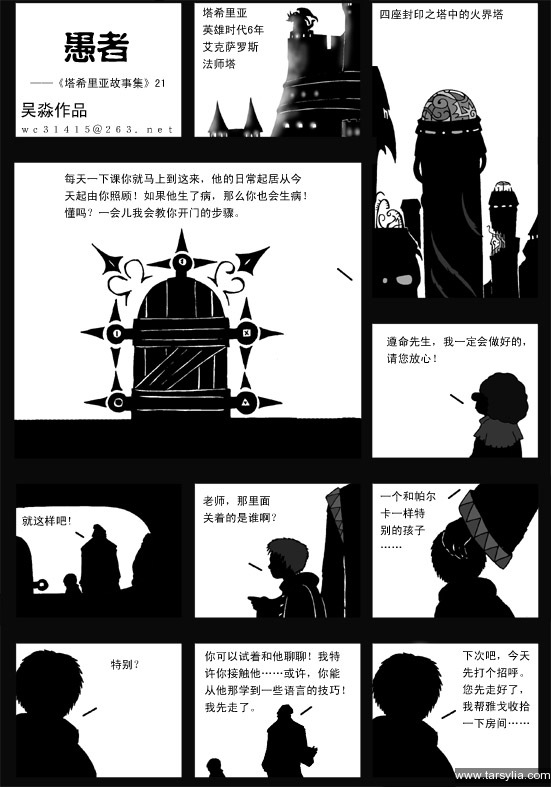 愚者
——《塔希里亚故事集》21
吴淼作品
wc31415@263.net
塔希里亚
英雄时代6年
艾克萨罗斯
法师塔
四座封印之塔中的火界塔
每天一下课你就马上到这来，他的日常起居从今
天起由你照顾！如果他生了病，那么你也会生病！
懂吗？一会儿我会教你开门的步骤。
遵命先生，我一定会做好的，
请您放心！
就这样吧！
老师，那里面
关着的是谁啊？
一个和帕尔
卡一样特
别的孩子
……
特别？
你可以试着和他聊聊！我特
许你接触他……或许，你能
从他那学到一些语言的技巧！
我先走了。
下次吧，今天
先打个招呼。
您先走好了，
我帮雅戈收拾
一下房间……
www.tarsylia.com